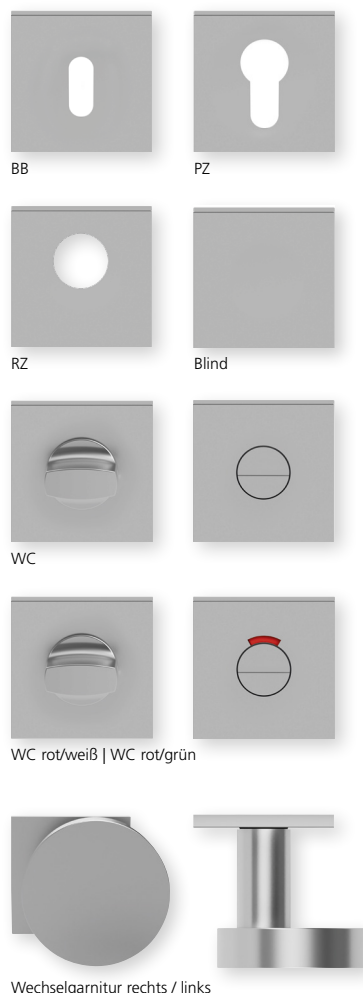 BB
PZ
RZ
Blind
WC
WC rot/weiß | WC rot/grün
Wechselgarnitur rechts / links